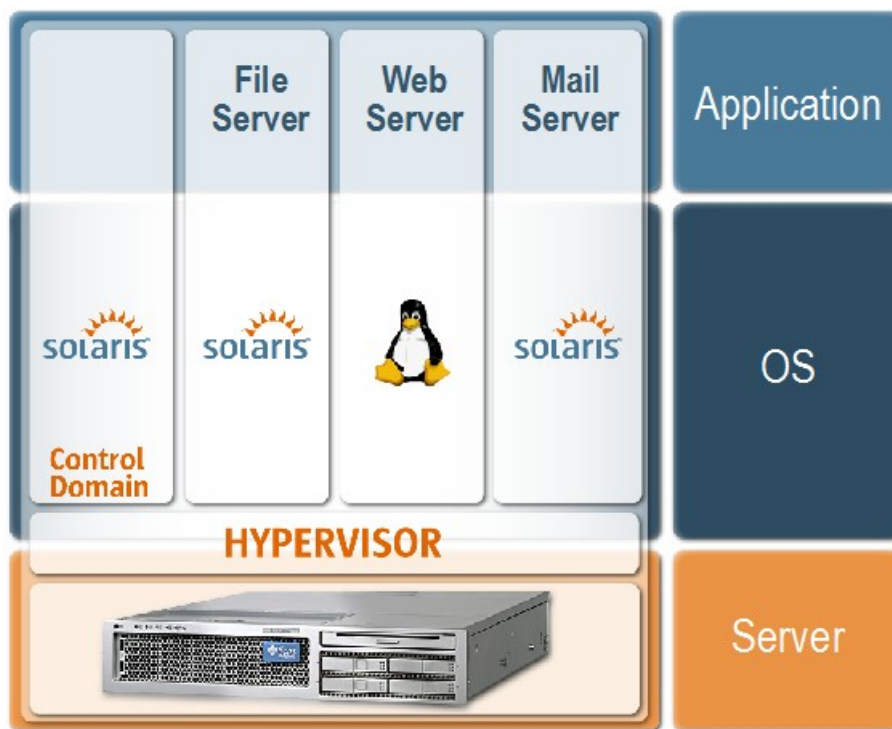 File
Server
Web
Server
Mail
Server
Application
solaris
solaris
solaris
OS
Control
Domain
HYPERVISOR
Server